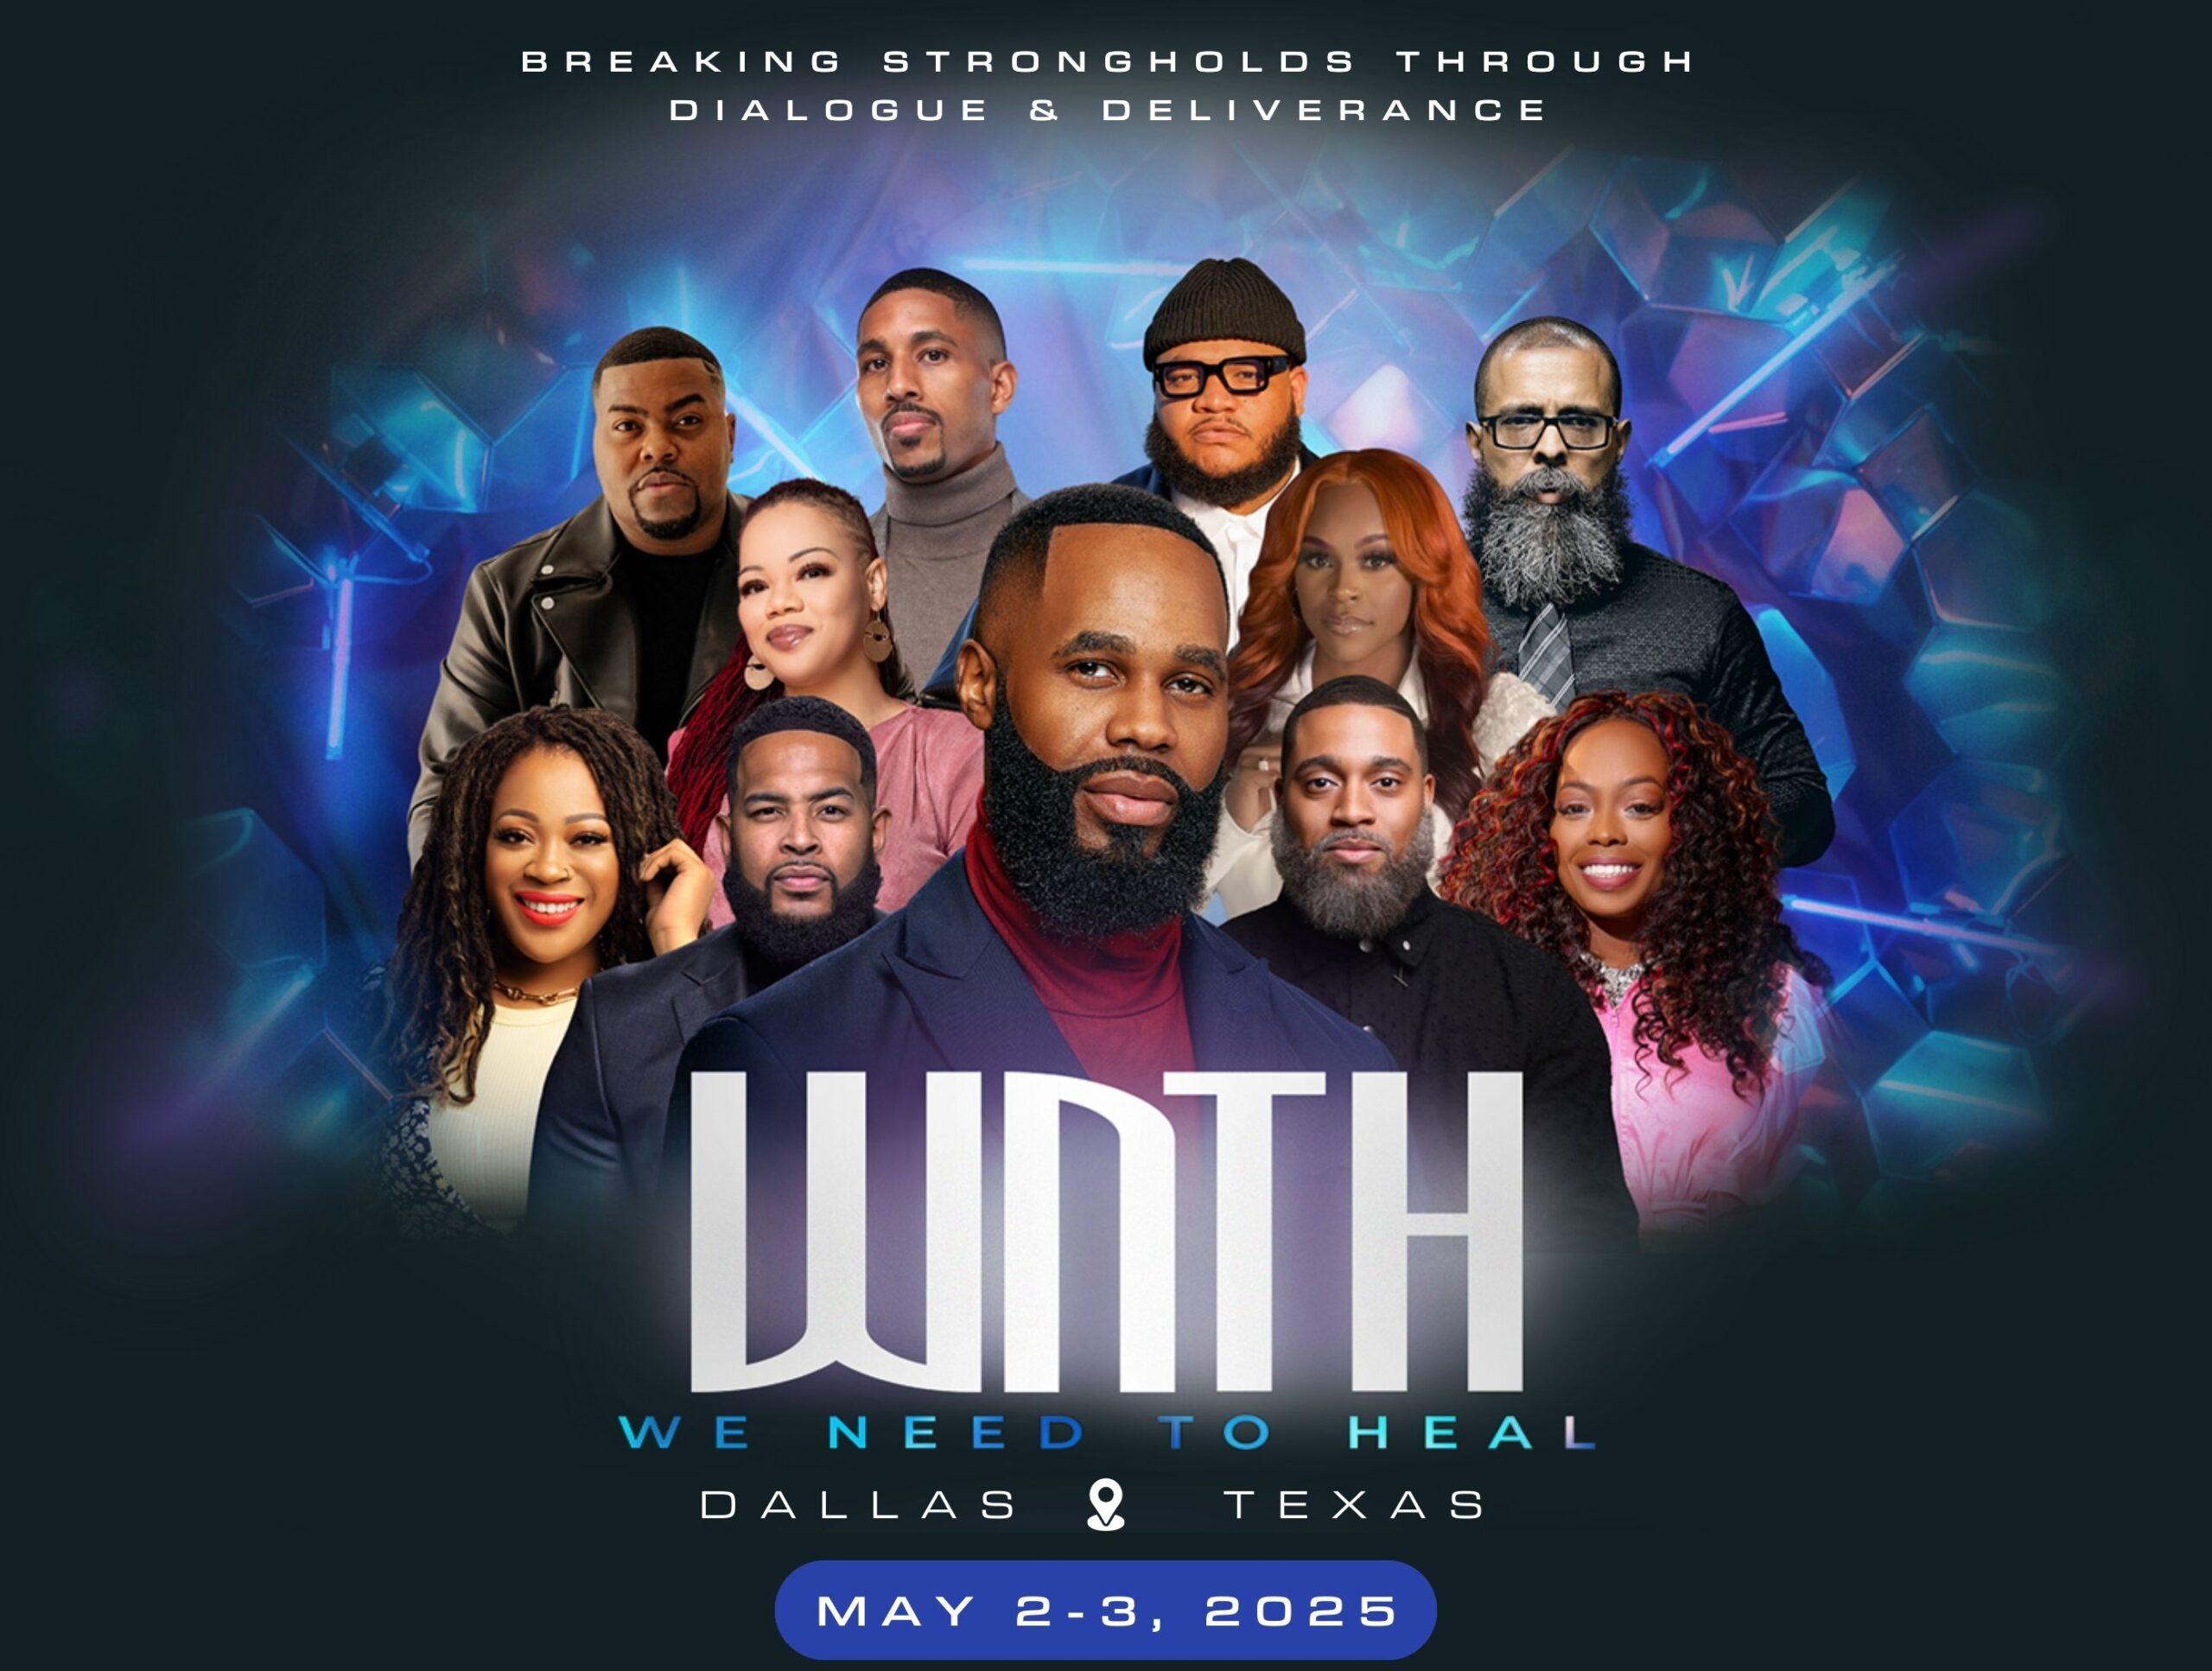 BREAKING STRONGHOLDS THROUGH
DIALOGUE & DELIVERANCE
WNTH
WE NEED TO HEAL
DALLAS TEXAS
MAY 2-3, 2025